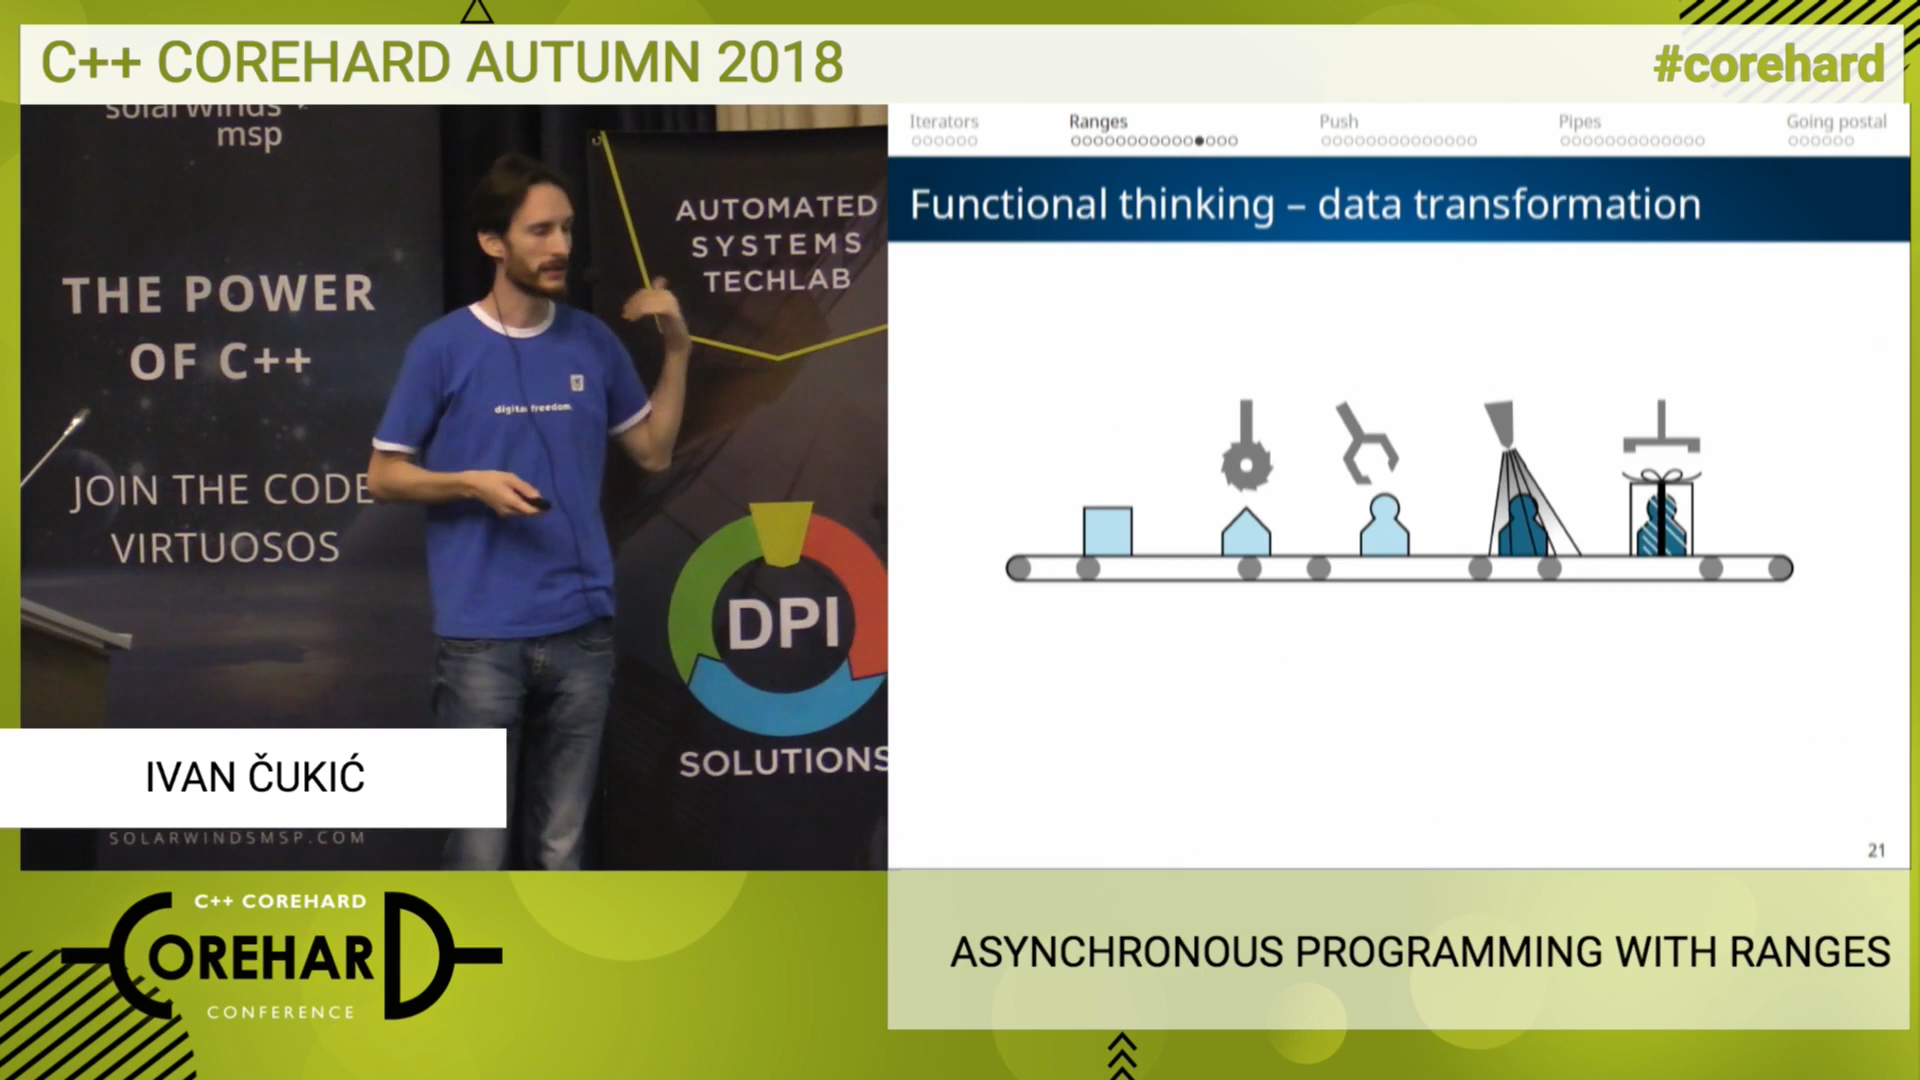 C++ COREHARD AUTUMN 2018
#corehard
solarwinds
msp
THE POWER
OF C++
JOIN THE CODE
VIRTUOSOS
SOLARWINDSMSP.COM
AUTOMATED
SYSTEMS
TECHLAB
digital freedom
DPI
SOLUTIONS
IVAN ČUKIĆ
Iterators
Ranges
Push
Pipes
Going postal
Functional thinking – data transformation
21
C++ COREHARD
COREHARD
CONFERENCE
ASYNCHRONOUS PROGRAMMING WITH RANGES